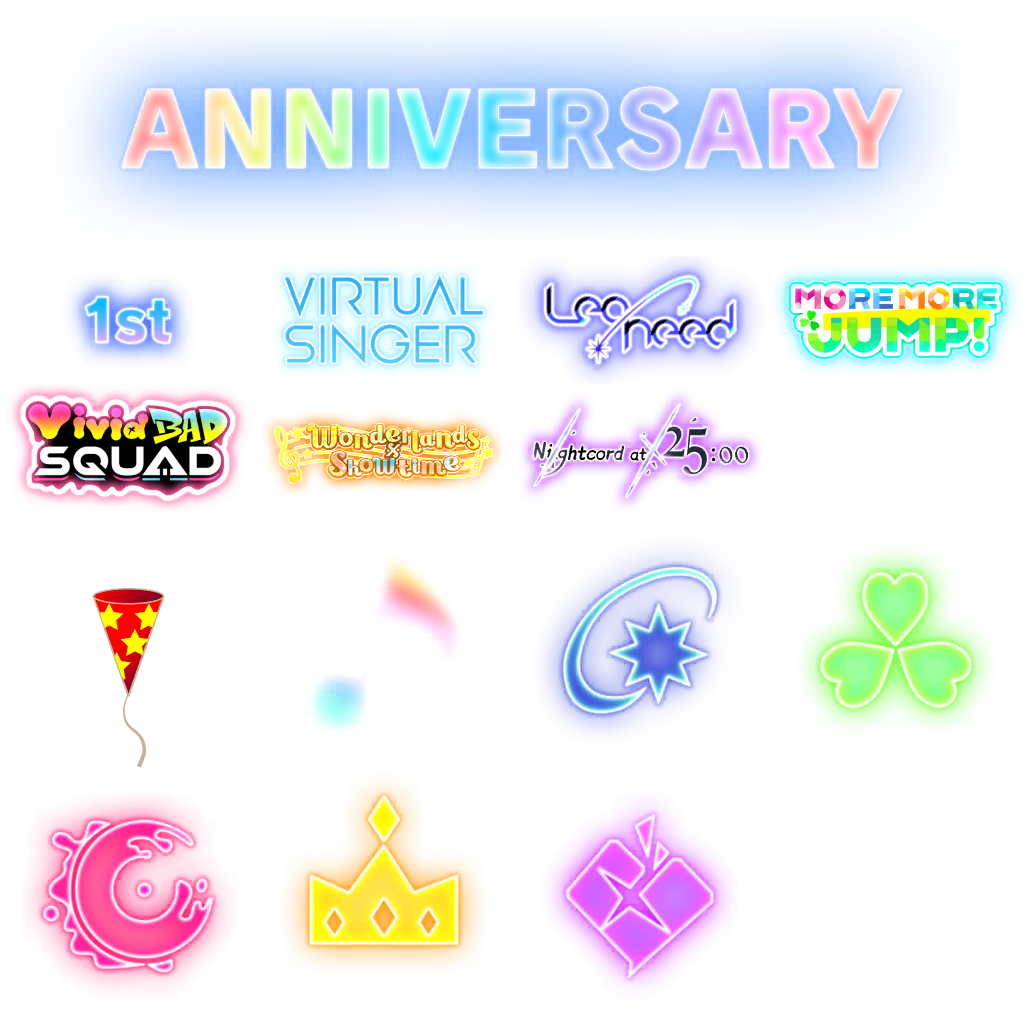 ANNIVERSARY
1st
VIRTUAL
SINGER
Leo/need
MORE MORE
JUMP!
Vivid BAD
SQUAD
Wonderlands
×
Showtime
Nightcord at 25:00